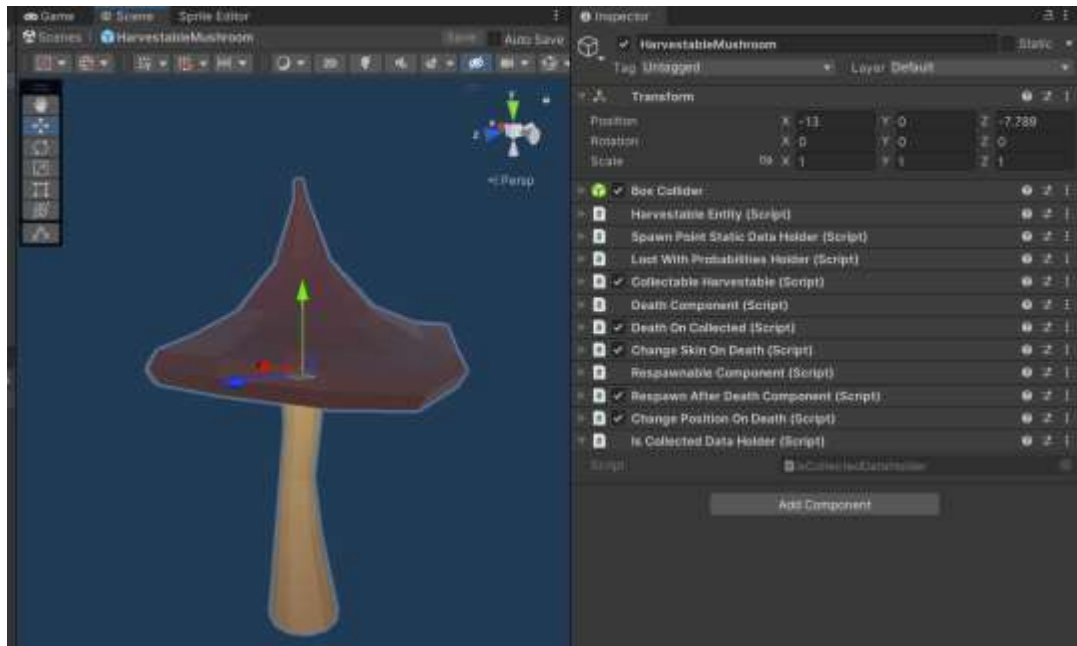 Game Scene Sprite Editor
Scenes HarvestableMushroom Save Auto Save
2D
y
z
Persp
Inspector
HarvestableMushroom Static
Tag Untagged Layer Default
Transform
Position X -13 Y 0 Z -7.789
Rotation X 0 Y 0 Z 0
Scale X 1 Y 1 Z 1
Box Collider
Harvestable Entity (Script)
Spawn Point Static Data Holder (Script)
Loot With Probabilities Holder (Script)
Collectable Harvestable (Script)
Death Component (Script)
Death On Collected (Script)
Change Skin On Death (Script)
Respawnable Component (Script)
Respawn After Death Component (Script)
Change Position On Death (Script)
Is Collected Data Holder (Script)
Script IsCollectedDataHolder
Add Component